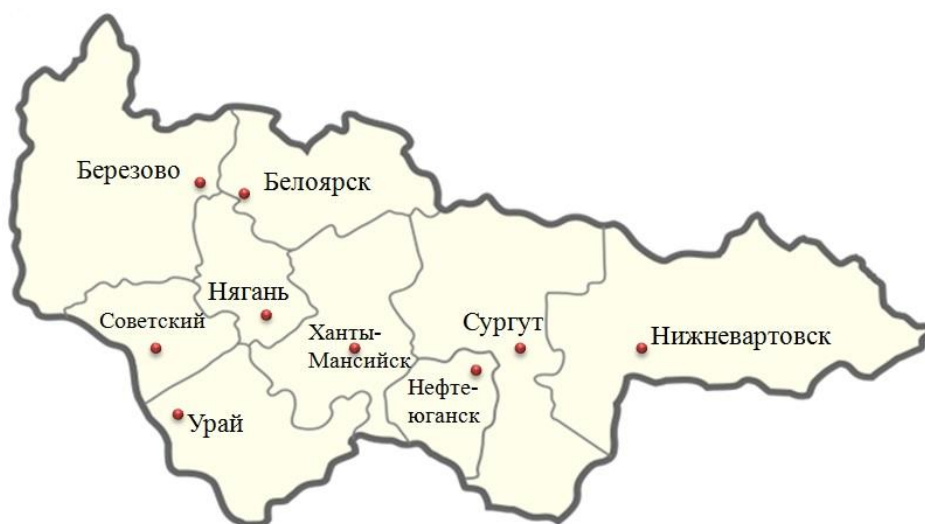 Березово
Белоярск
Нягань
Советский
Ханты-
Мансийск
Сургут
Нижневартовск
Нефте-
юганск
Урай